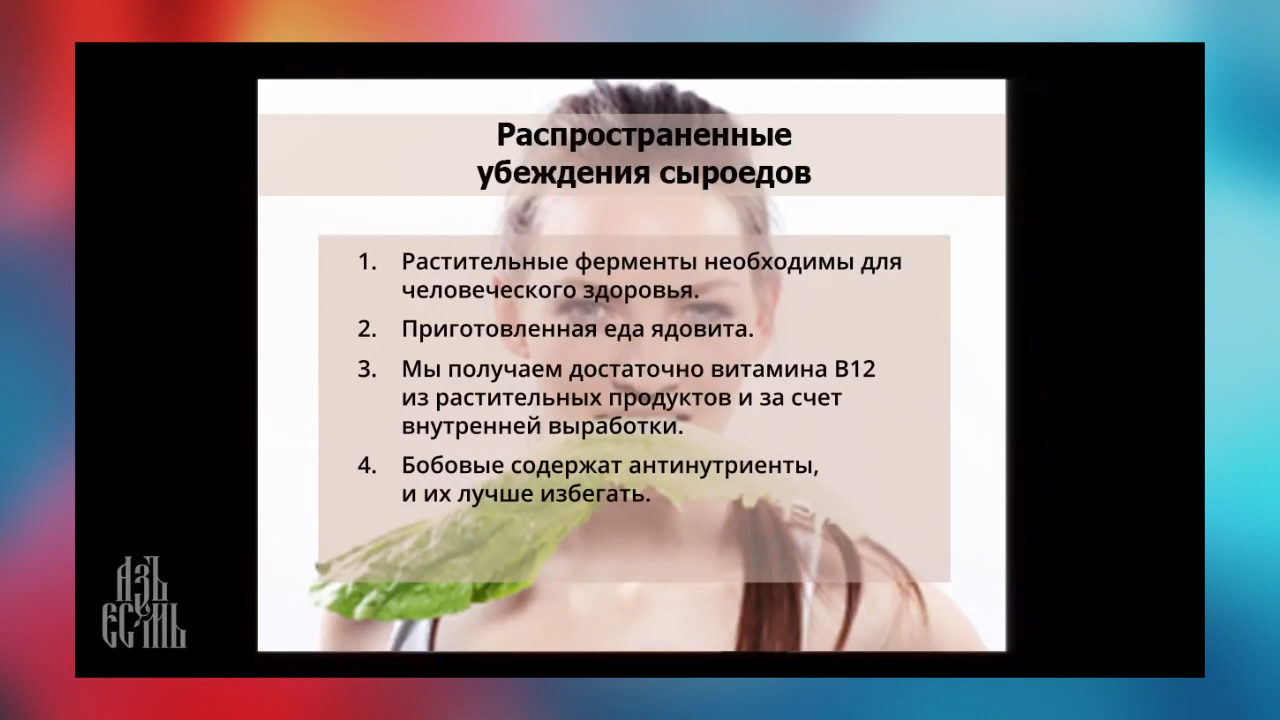 Распространенные
убеждения сыроедов
1. Растительные ферменты необходимы для
человеческого здоровья.
2. Приготовленная еда ядовита.
3. Мы получаем достаточно витамина B12
из растительных продуктов и за счет
внутренней выработки.
4. Бобовые содержат антинутриенты,
и их лучше избегать.
АЗЪ
ЕСМЬ